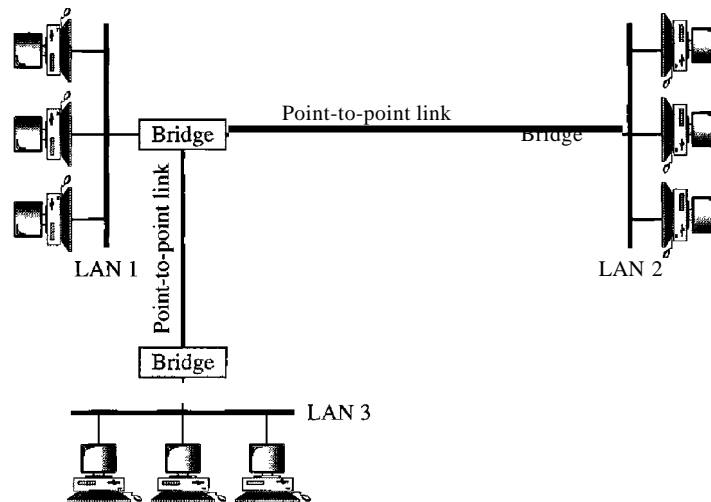 Point-to-point link
Bridge
Bridge
Point-to-point link
LAN 1
LAN 2
Bridge
LAN 3